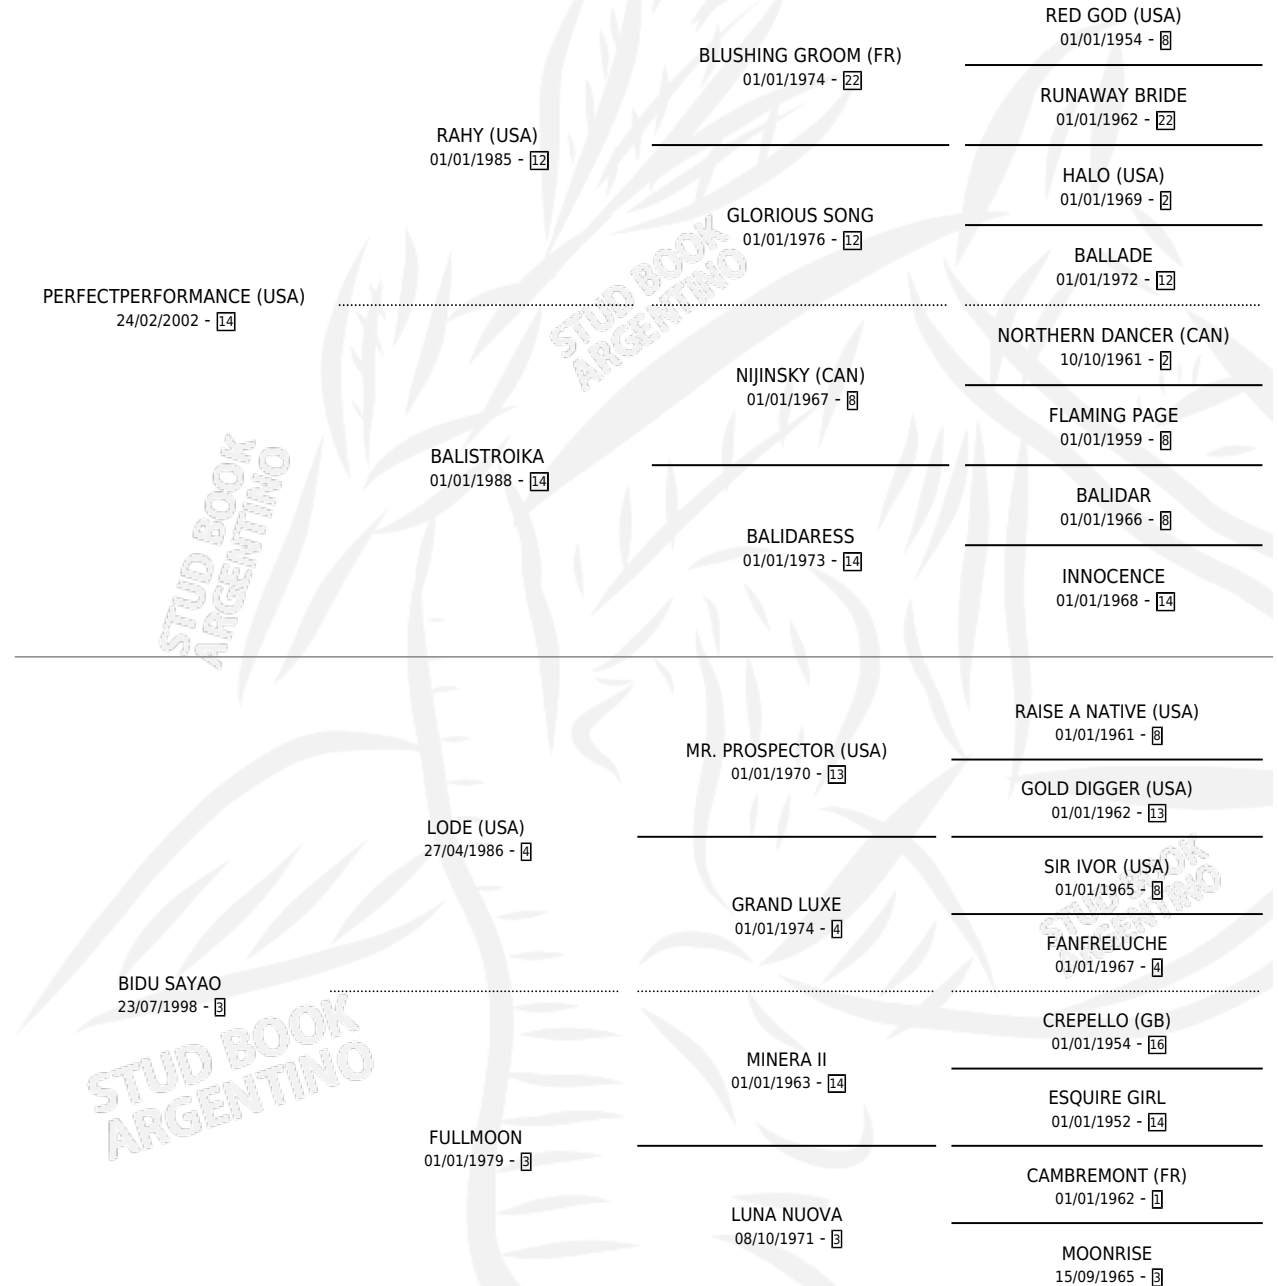 RED GOD (USA)
01/01/1954 - 8
BLUSHING GROOM (FR)
01/01/1974 - 22
RUNAWAY BRIDE
01/01/1962 - 22
RAHY (USA)
01/01/1985 - 12
HALO (USA)
01/01/1969 - 2
GLORIOUS SONG
01/01/1976 - 12
BALLADE
01/01/1972 - 12
PERFECTPERFORMANCE (USA)
24/02/2002 - 14
NORTHERN DANCER (CAN)
10/10/1961 - 2
NIJINSKY (CAN)
01/01/1967 - 8
FLAMING PAGE
01/01/1959 - 8
BALISTROIKA
01/01/1988 - 14
BALIDAR
01/01/1966 - 8
BALIDARESS
01/01/1973 - 14
INNOCENCE
01/01/1968 - 14
RAISE A NATIVE (USA)
01/01/1961 - 8
MR. PROSPECTOR (USA)
01/01/1970 - 13
GOLD DIGGER (USA)
01/01/1962 - 13
LODE (USA)
27/04/1986 - 4
SIR IVOR (USA)
01/01/1965 - 8
GRAND LUXE
01/01/1974 - 4
FANFRELUCHE
01/01/1967 - 4
BIDU SAYAO
23/07/1998 - 3
CREPELLO (GB)
01/01/1954 - 16
MINERA II
01/01/1963 - 14
ESQUIRE GIRL
01/01/1952 - 14
FULLMOON
01/01/1979 - 3
CAMBREMONT (FR)
01/01/1962 - 1
LUNA NUOVA
08/10/1971 - 3
MOONRISE
15/09/1965 - 3
STUD BOOK
ARGENTINO
STUD BOOK
ARGENTINO
STUD BOOK
ARGENTINO
STUD BOOK
ARGENTINO